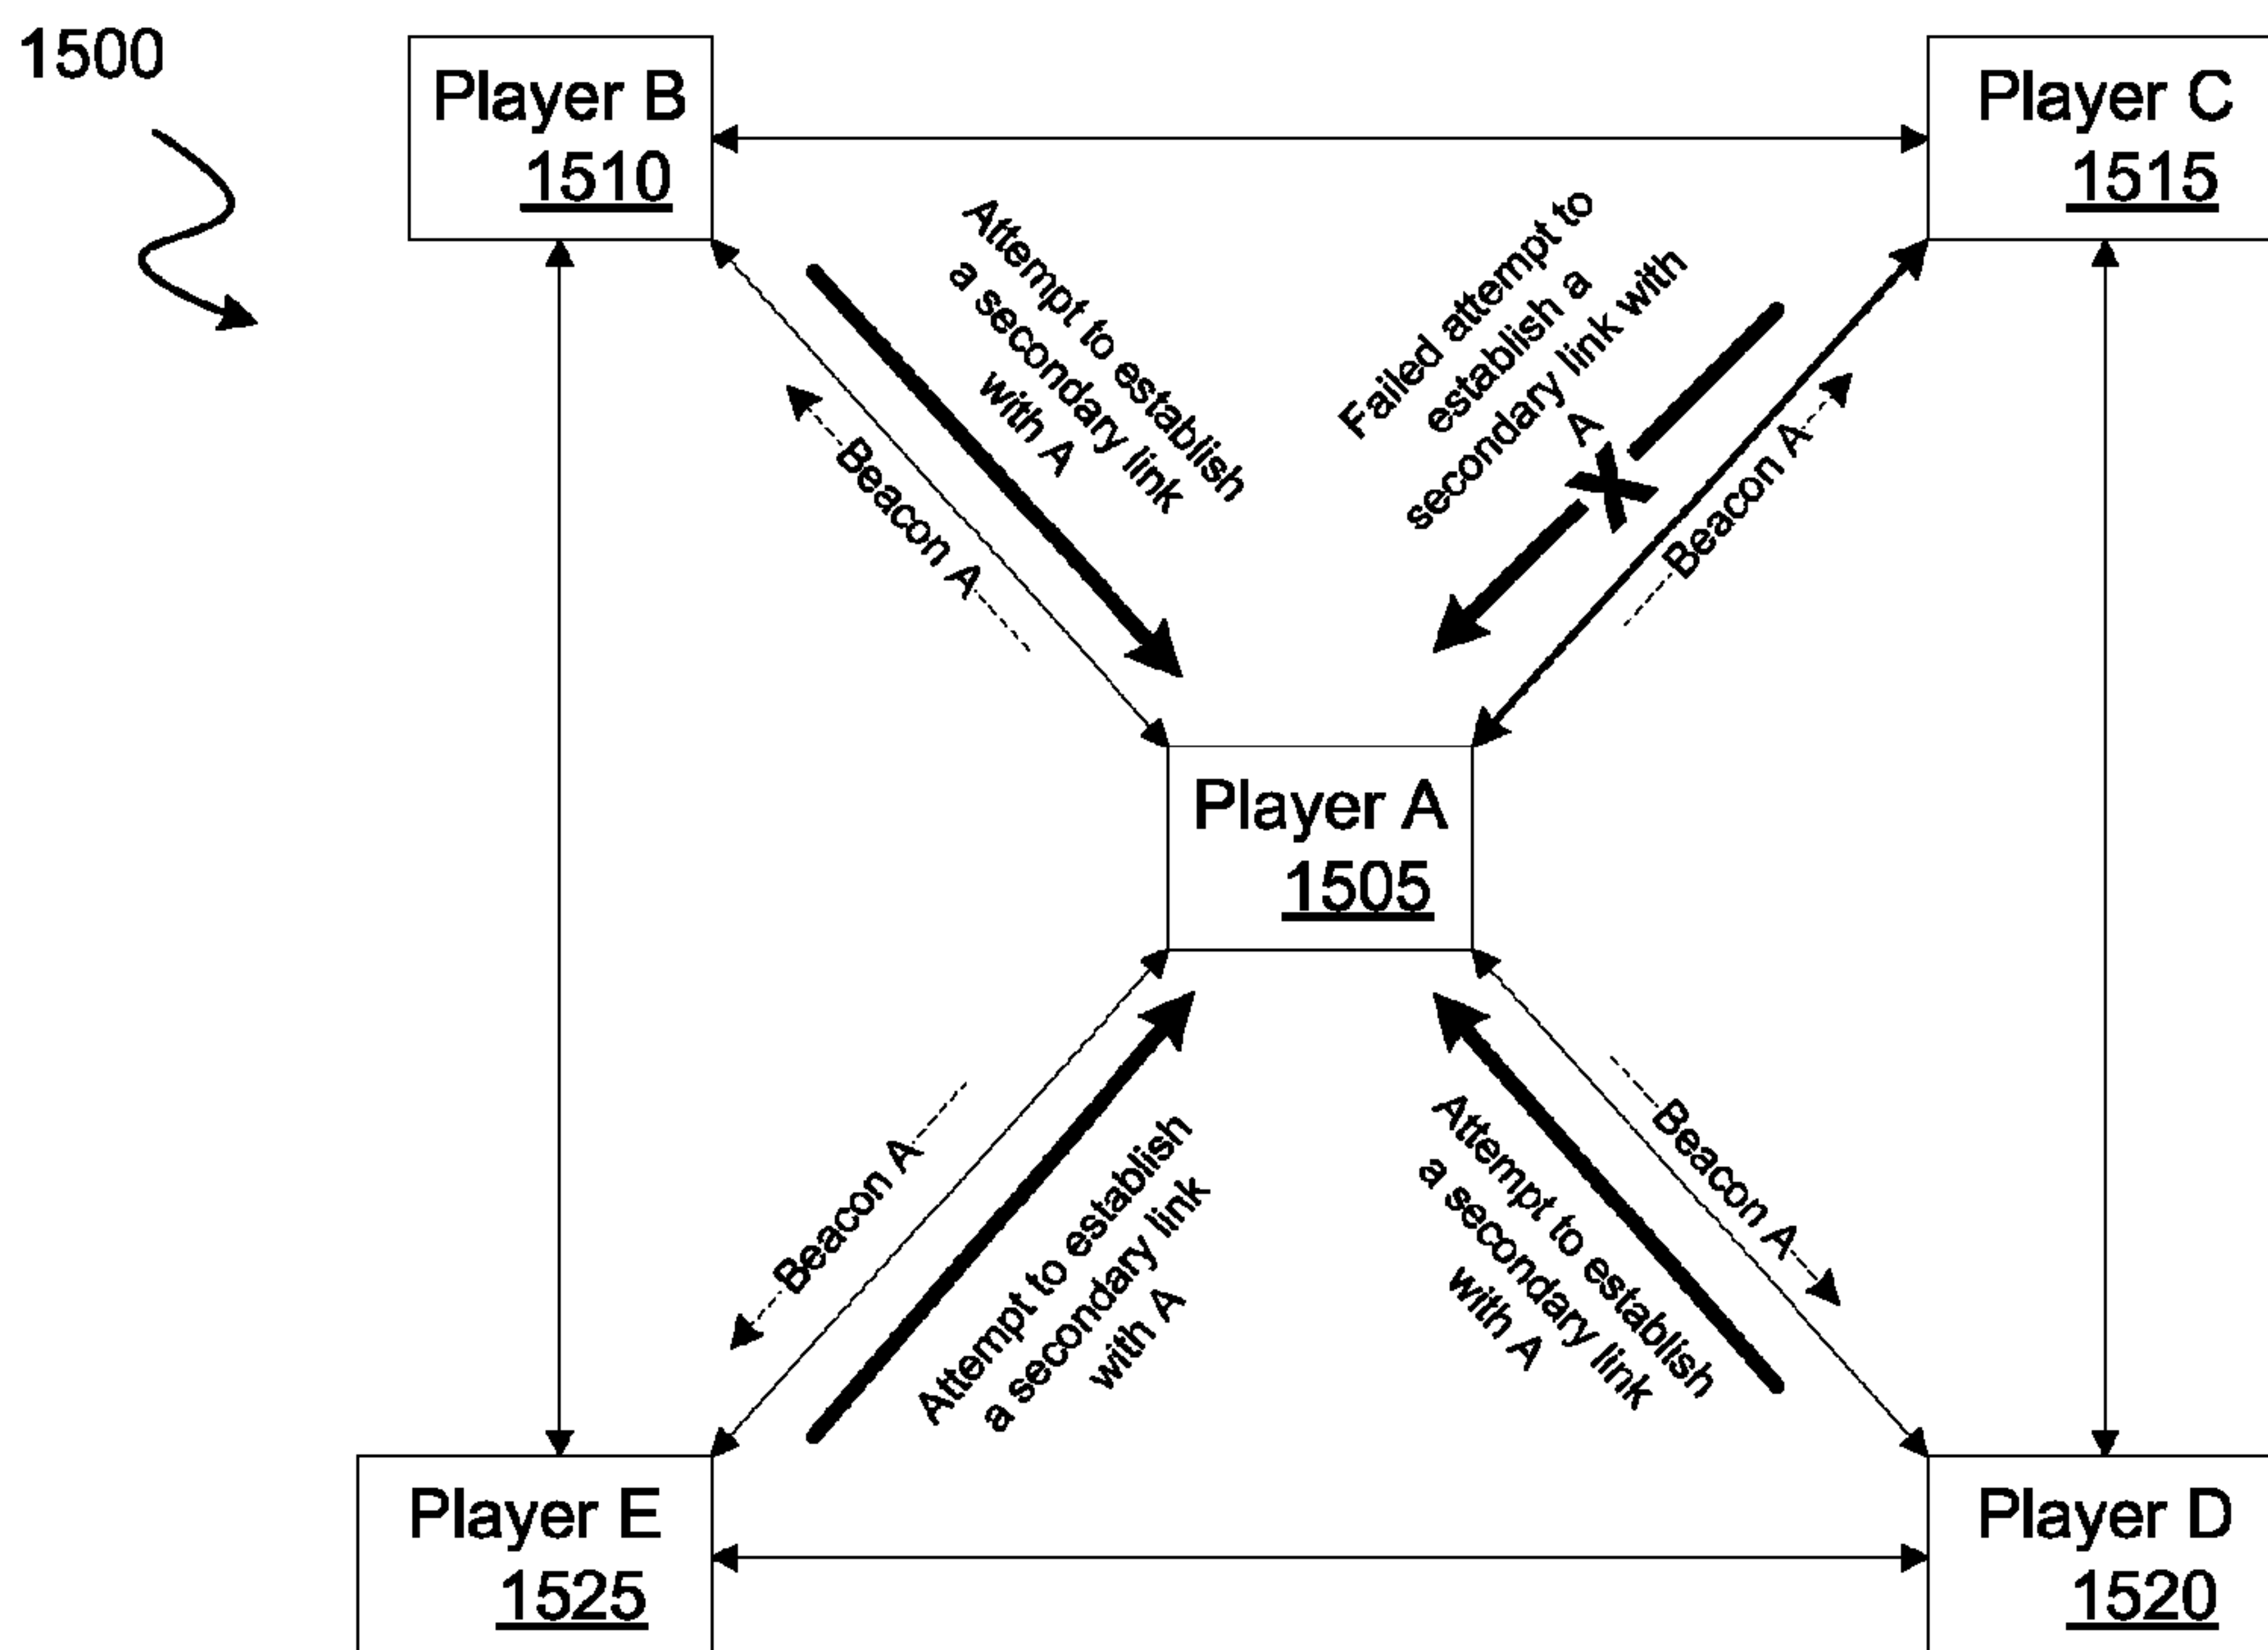 1500
Player B
1510
Player C
1515
Attempt to establish
a secondary link
with A
Failed attempt to
establish a
secondary link with
A
X
Beacon A
Beacon A
Player A
1505
Beacon A
Attempt to establish
a secondary link
with A
Attempt to establish
a secondary link
with A
Beacon A
Player E
1525
Player D
1520